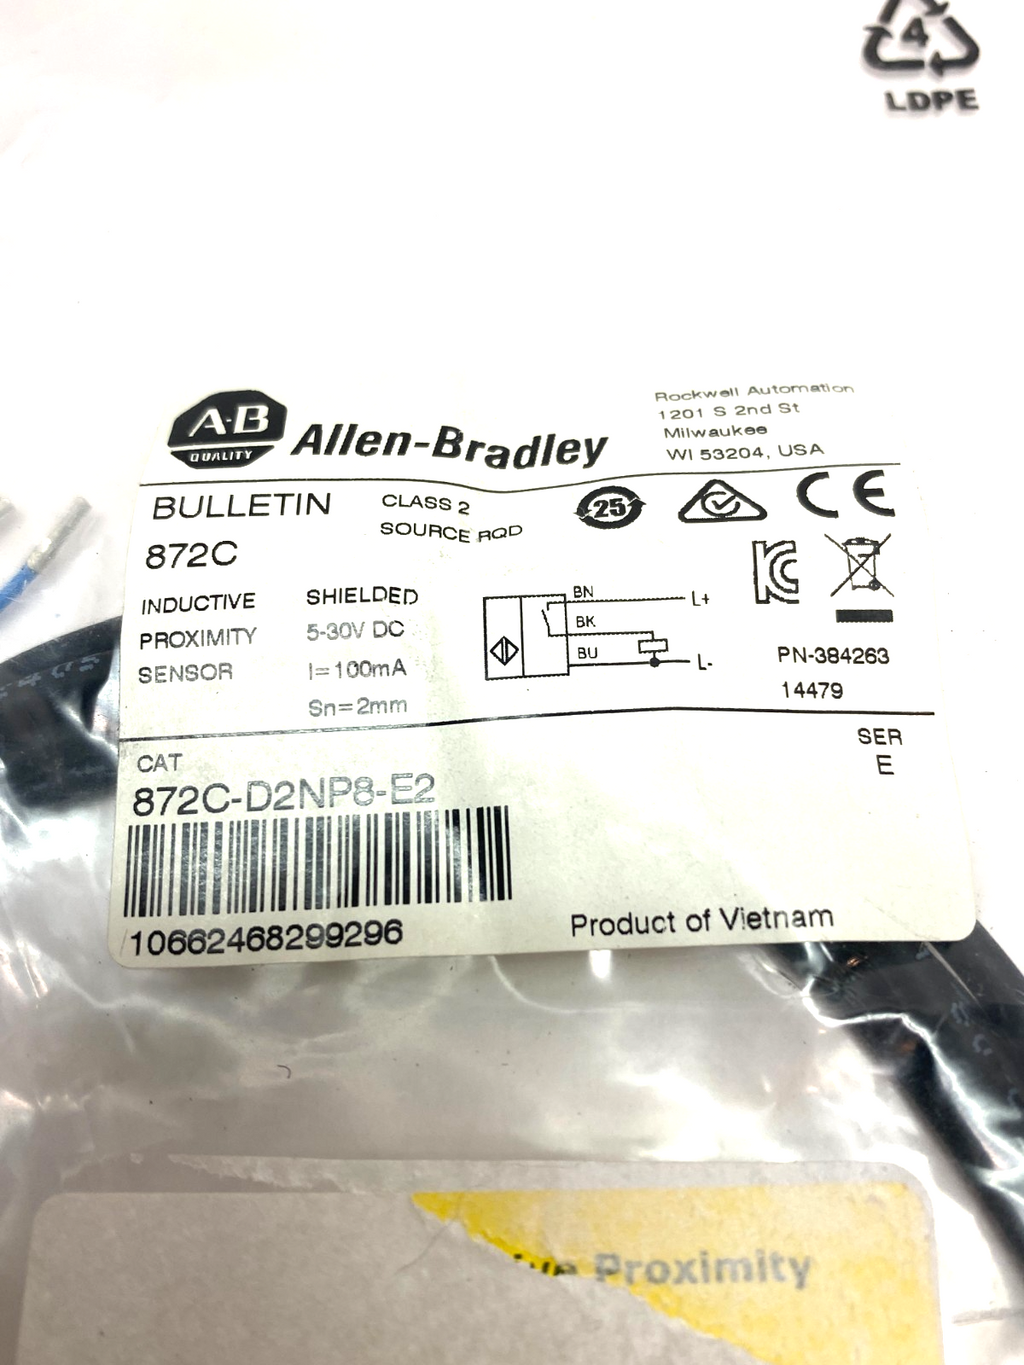 4
LDPE
A-B
QUALITY
Allen-Bradley
Rockwell Automation
1201 S 2nd St
Milwaukee
WI 53204, USA
BULLETIN
872C
CLASS 2
SOURCE RQD
25
CE
KC
INDUCTIVE
PROXIMITY
SENSOR
SHIELDED
5-30V DC
I=100mA
Sn=2mm
BN
L+
BK
BU
L-
PN-384263
14479
SER
E
CAT
872C-D2NP8-E2
10662468299296
Product of Vietnam
Proximity